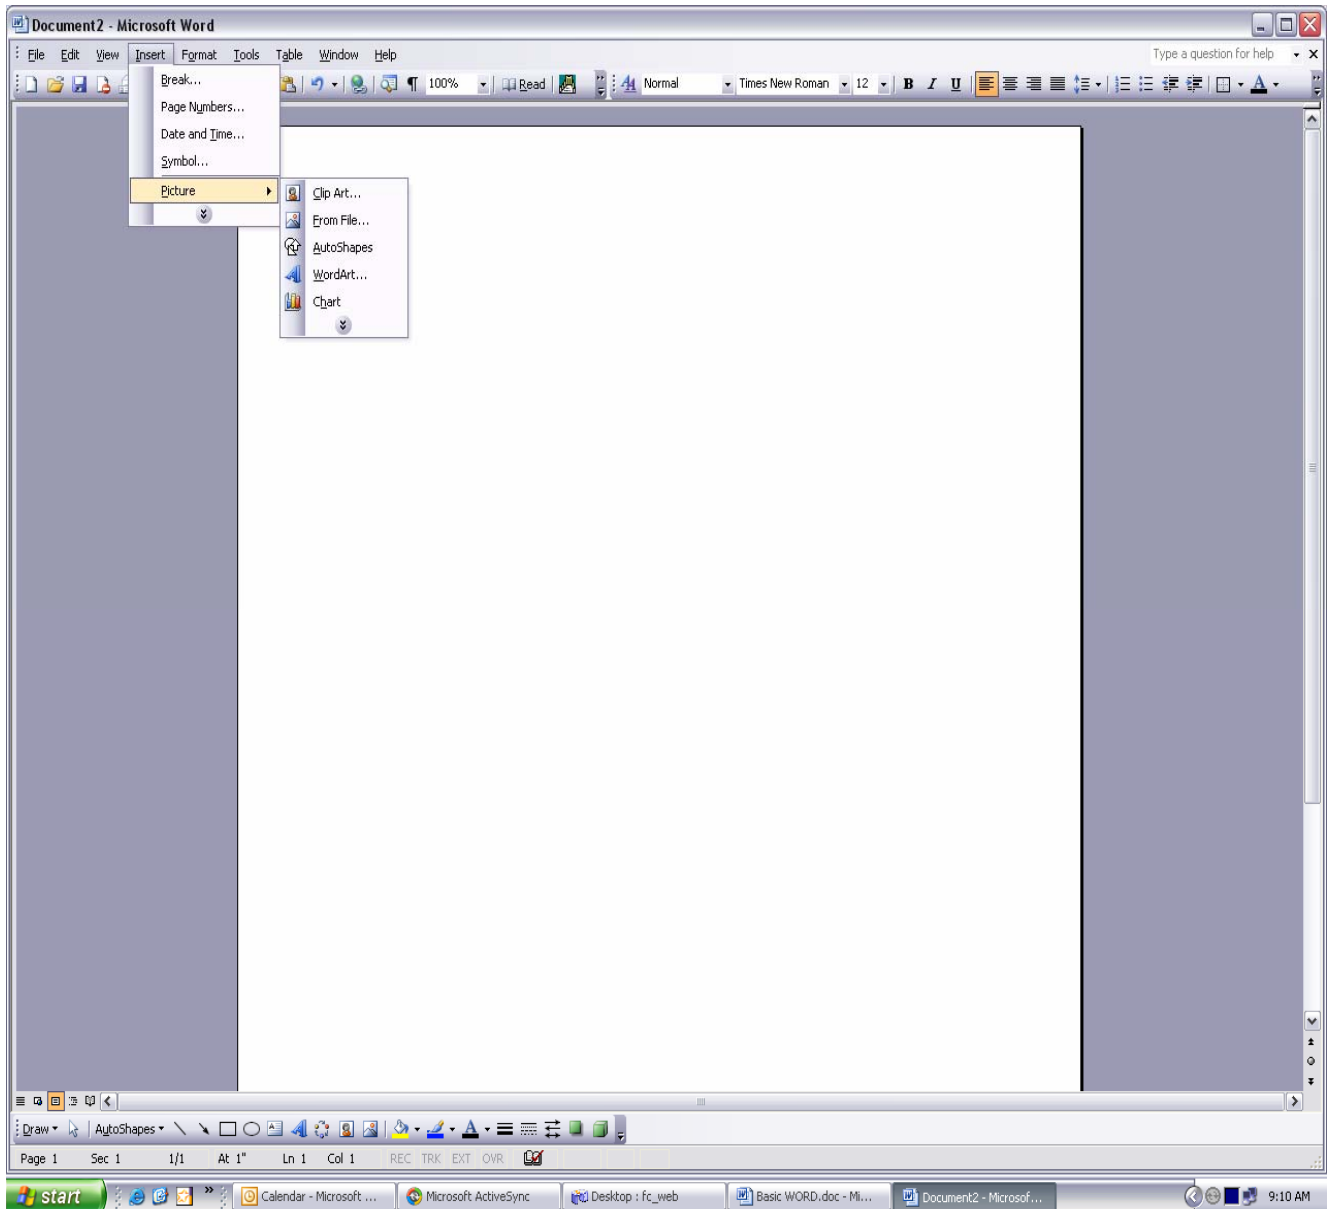 Document2 - Microsoft Word
File Edit View Insert Format Tools Table Window Help Type a question for help
100% Read Normal Times New Roman 12 B I U
Break...
Page Numbers...
Date and Time...
Symbol...
Picture
Clip Art...
From File...
AutoShapes
WordArt...
Chart
Draw AutoShapes
Page 1 Sec 1 1/1 At 1" Ln 1 Col 1 REC TRK EXT OVR
start Calendar - Microsoft ... Microsoft ActiveSync Desktop : fc_web Basic WORD.doc - Mi... Document2 - Microsof... 9:10 AM